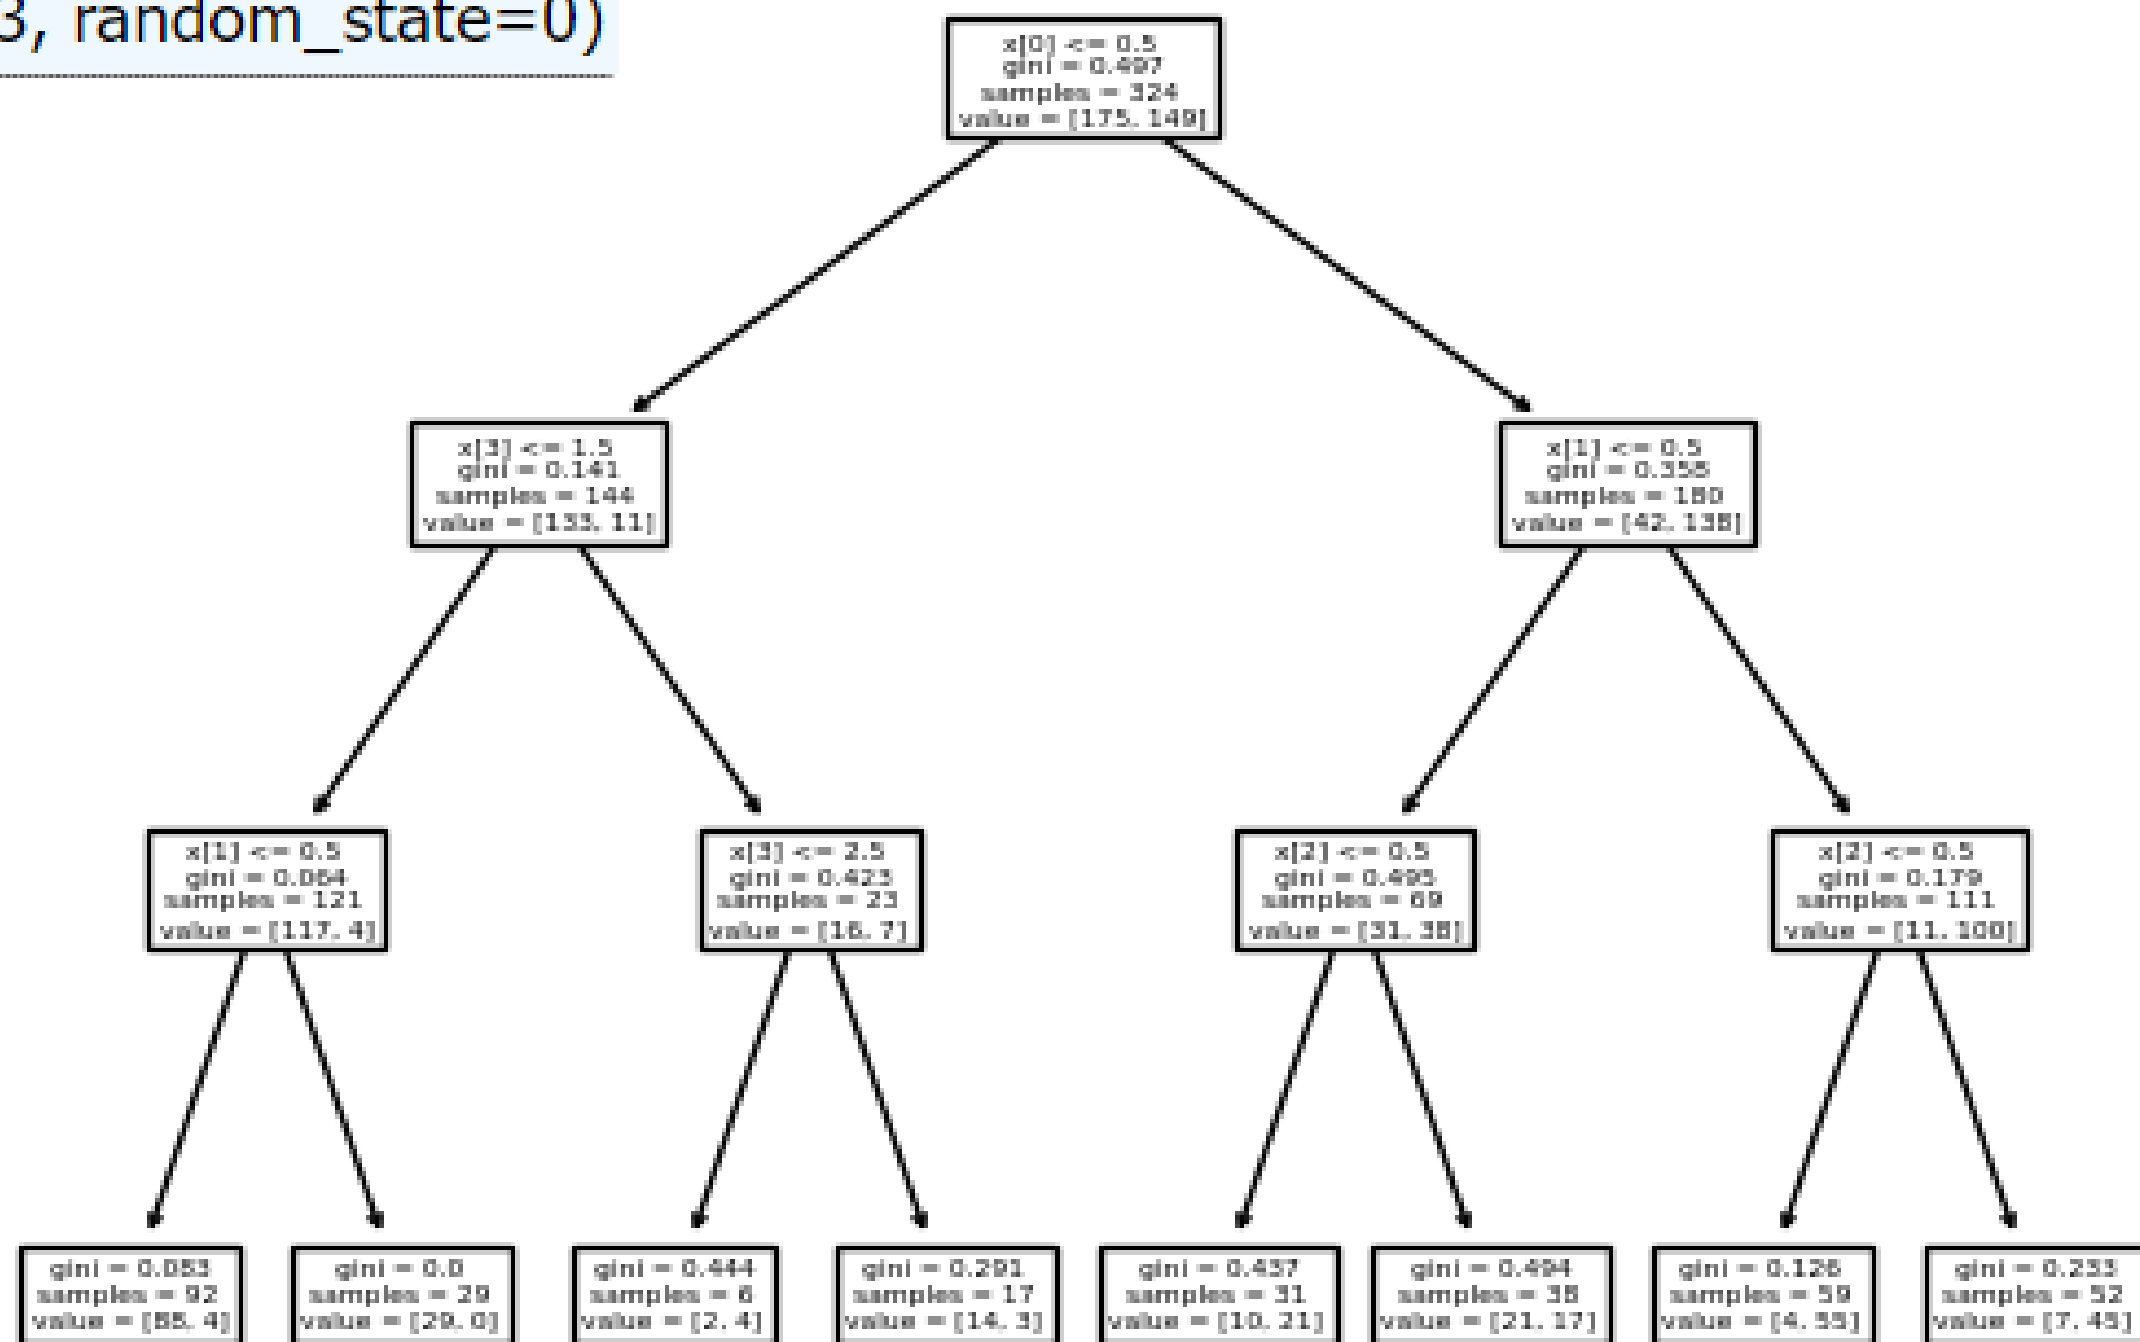 3, random_state=0)
x[0] <= 0.5
gini = 0.497
samples = 324
value = [175, 149]
x[3] <= 1.5
gini = 0.141
samples = 144
value = [133, 11]
x[1] <= 0.5
gini = 0.358
samples = 180
value = [42, 138]
x[1] <= 0.5
gini = 0.064
samples = 121
value = [117, 4]
x[3] <= 2.5
gini = 0.423
samples = 23
value = [16, 7]
x[2] <= 0.5
gini = 0.495
samples = 69
value = [31, 38]
x[2] <= 0.5
gini = 0.179
samples = 111
value = [11, 100]
gini = 0.083
samples = 92
value = [88, 4]
gini = 0.0
samples = 29
value = [29, 0]
gini = 0.444
samples = 6
value = [2, 4]
gini = 0.291
samples = 17
value = [14, 3]
gini = 0.437
samples = 31
value = [10, 21]
gini = 0.494
samples = 38
value = [21, 17]
gini = 0.126
samples = 59
value = [4, 55]
gini = 0.233
samples = 52
value = [7, 45]